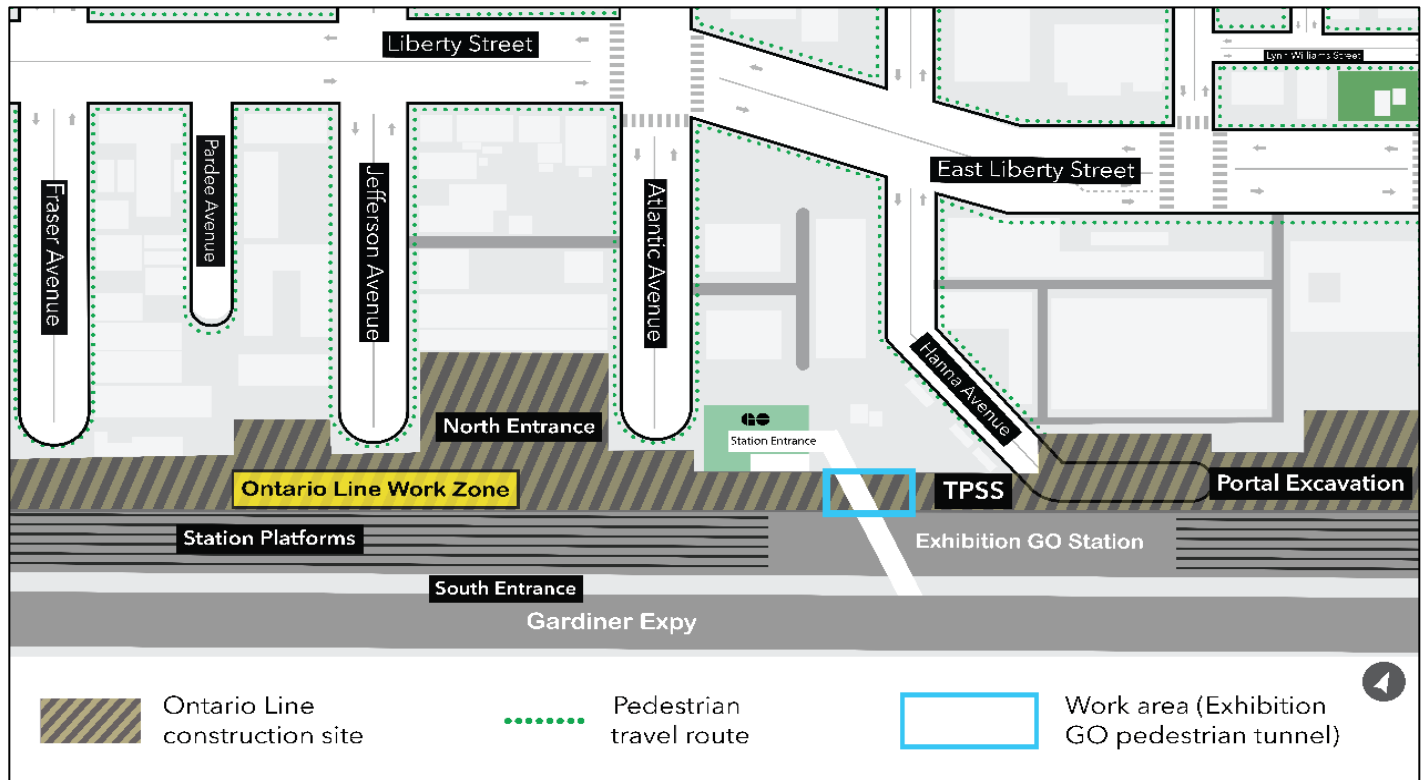 Liberty Street
Lynn Williams Street
East Liberty Street
Fraser Avenue
Pardee Avenue
Jefferson Avenue
Atlantic Avenue
Hanna Avenue
GO
Station Entrance
North Entrance
Ontario Line Work Zone
TPSS
Portal Excavation
Station Platforms
Exhibition GO Station
South Entrance
Gardiner Expy
Ontario Line
construction site
Pedestrian
travel route
Work area (Exhibition
GO pedestrian tunnel)